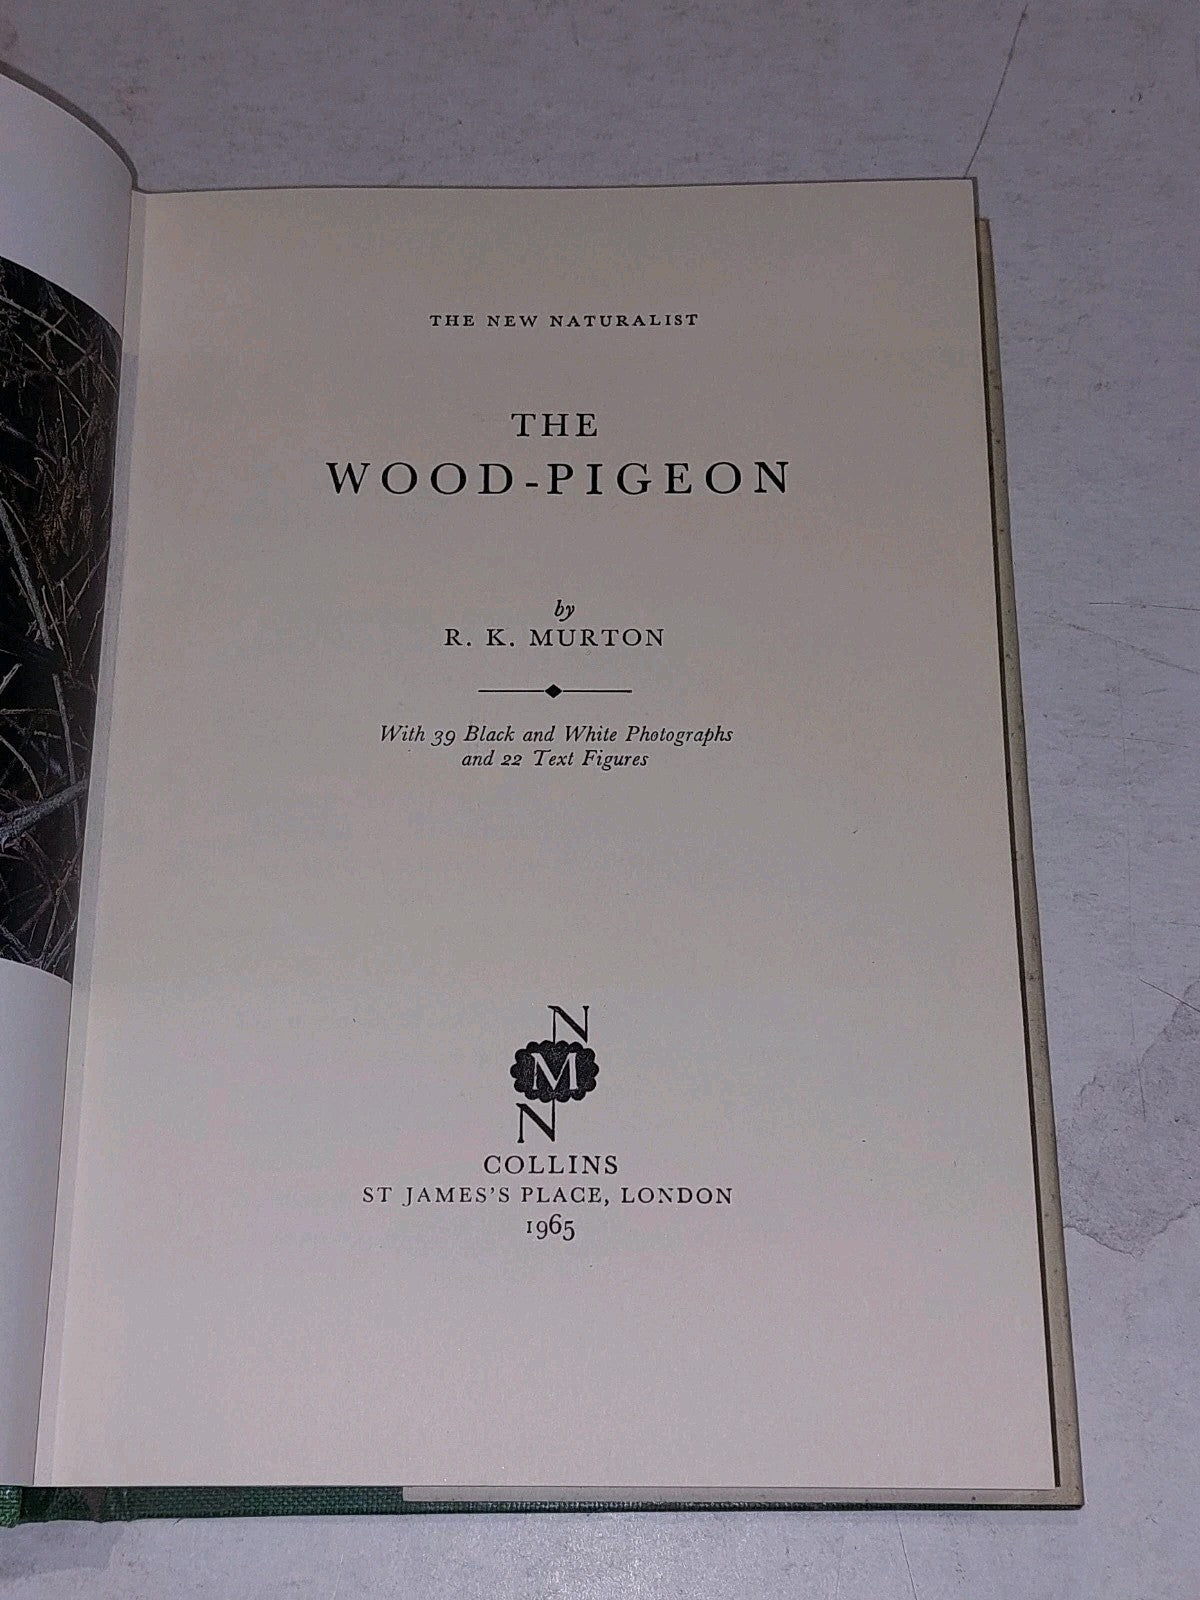 THE NEW NATURALIST
THE
WOOD-PIGEON
by
R. K. MURTON
With 39 Black and White Photographs
and 22 Text Figures
N
M
N
COLLINS
ST JAMES'S PLACE, LONDON
1965